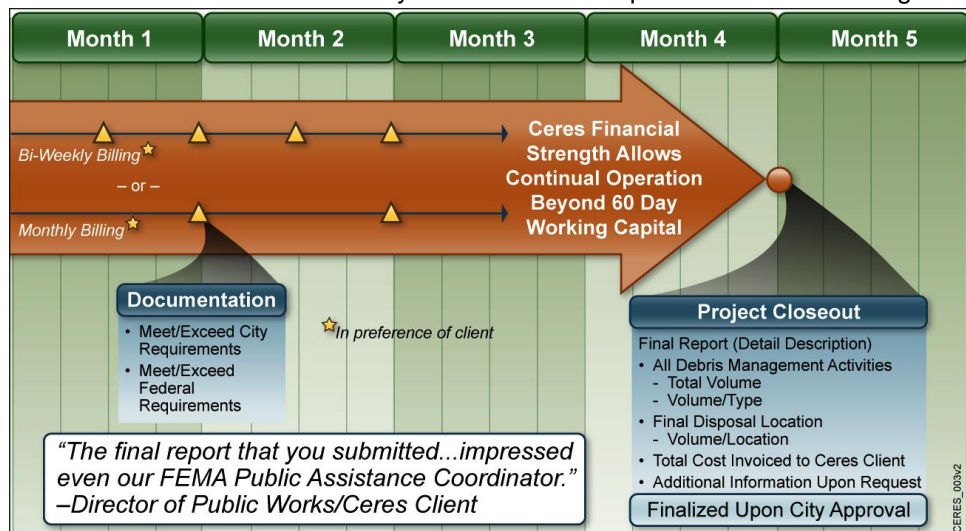 Month 1
Month 2
Month 3
Month 4
Month 5
Bi-Weekly Billing
– or –
Monthly Billing
Ceres Financial
Strength Allows
Continual Operation
Beyond 60 Day
Working Capital
Documentation
• Meet/Exceed City
Requirements
• Meet/Exceed
Federal
Requirements
In preference of client
Project Closeout
Final Report (Detail Description)
• All Debris Management Activities
- Total Volume
- Volume/Type
• Final Disposal Location
- Volume/Location
• Total Cost Invoiced to Ceres Client
• Additional Information Upon Request
Finalized Upon City Approval
“The final report that you submitted...impressed
even our FEMA Public Assistance Coordinator.”
–Director of Public Works/Ceres Client
CERES_003v2